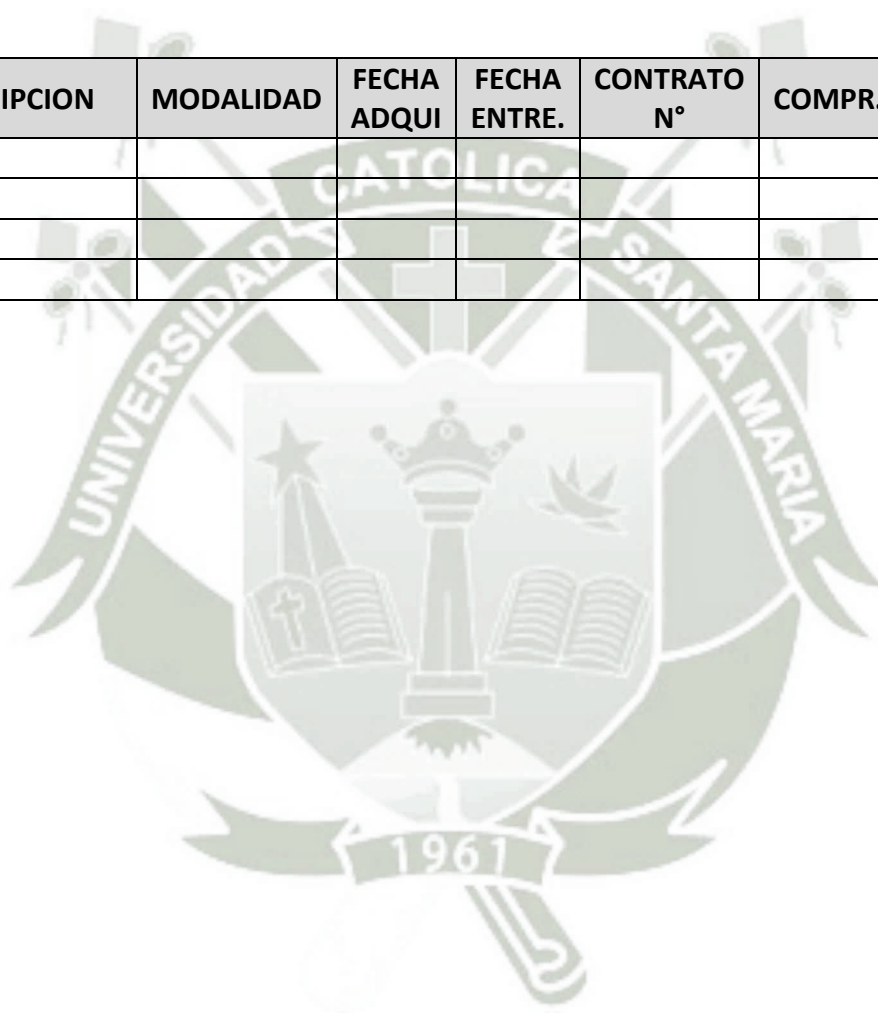 IPCION MODALIDAD FECHA ADQUI FECHA ENTRE. CONTRATO N° COMPR.
UNIVERSIDAD CATOLICA SANTA MARIA
1961